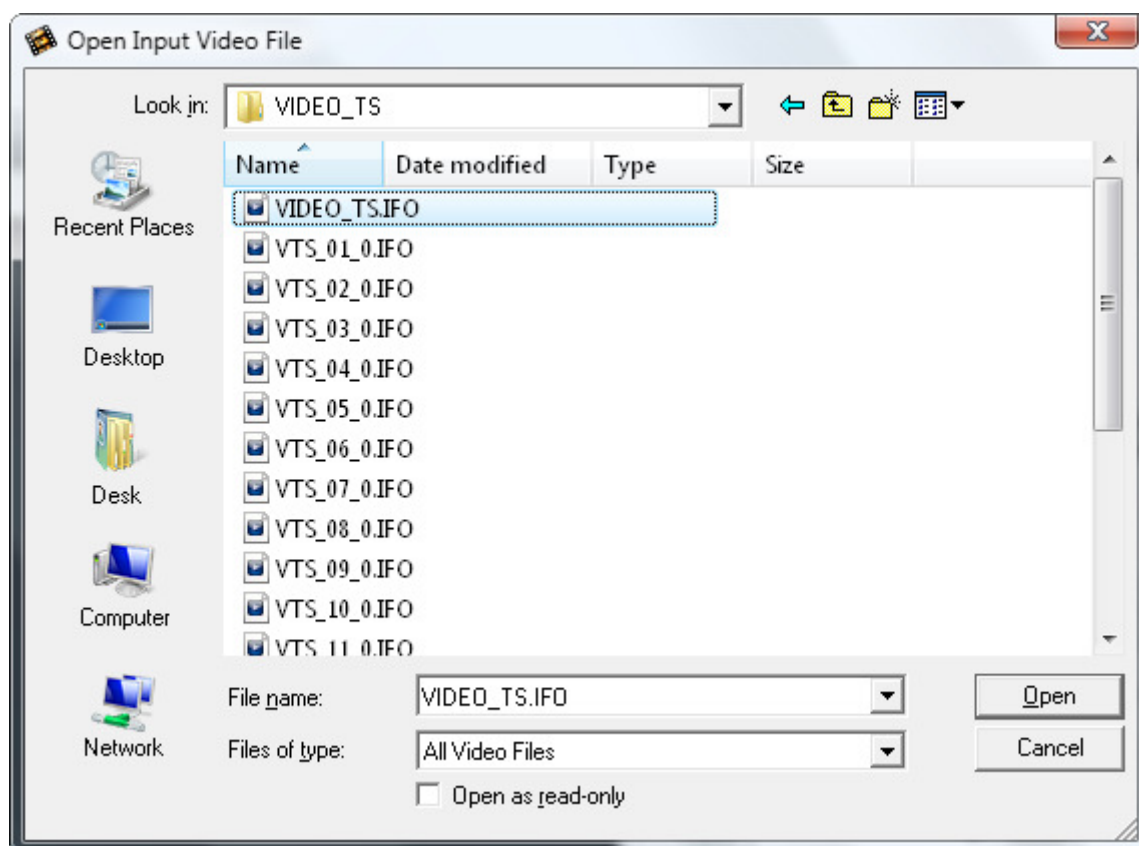 Open Input Video File
x
Look in: VIDEO_TS
Name Date modified Type Size
Recent Places
Desktop
Desk
Computer
Network
VIDEO_TS.IFO
VTS_01_0.IFO
VTS_02_0.IFO
VTS_03_0.IFO
VTS_04_0.IFO
VTS_05_0.IFO
VTS_06_0.IFO
VTS_07_0.IFO
VTS_08_0.IFO
VTS_09_0.IFO
VTS_10_0.IFO
VTS_11_0.IFO
File name: VIDEO_TS.IFO Open
Files of type: All Video Files Cancel
Open as read-only